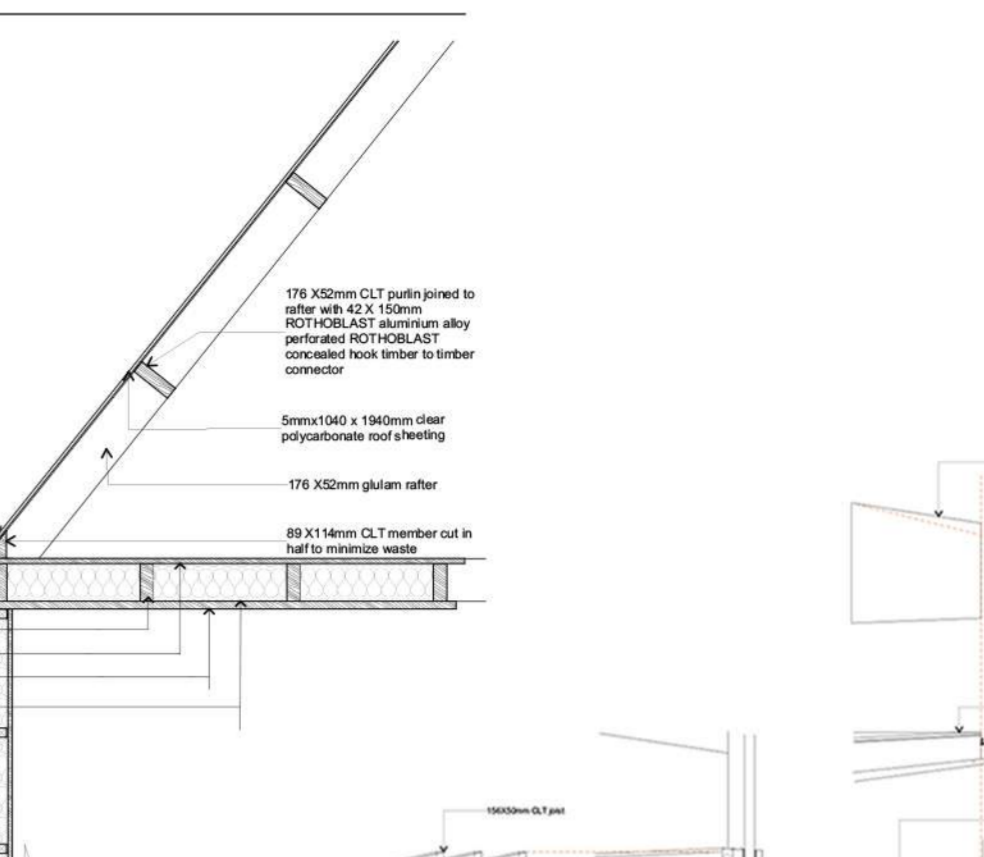 176 X52mm CLT purlin joined to
rafter with 42 X 150mm
ROTHOBLAST aluminium alloy
perforated ROTHOBLAST
concealed hook timber to timber
connector
5mmx1040 x 1940mm clear
polycarbonate roof sheeting
176 X52mm glulam rafter
89 X114mm CLT member cut in
half to minimize waste
156X50mm CLT joist